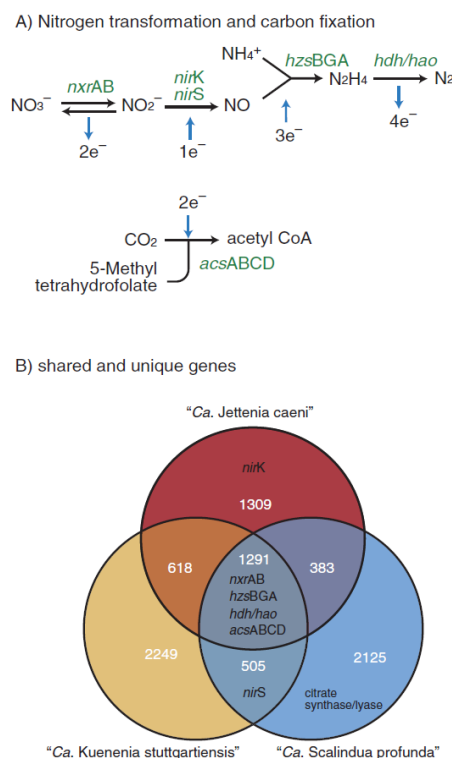 A) Nitrogen transformation and carbon fixation
NH4+
hzsBGA
hdh/hao
nxrAB
nirK
nirS
NO3−
NO2−
NO
N2H4
N2
2e−
1e−
3e−
4e−
2e−
CO2
acetyl CoA
5-Methyl
tetrahydrofolate
acsABCD
B) shared and unique genes
“Ca. Jettenia caeni”
nirK
1309
618
1291
383
nxrAB
hzsBGA
hdh/hao
acsABCD
2249
505
2125
nirS
citrate
synthase/lyase
“Ca. Kuenenia stuttgartiensis”
“Ca. Scalindua profunda”